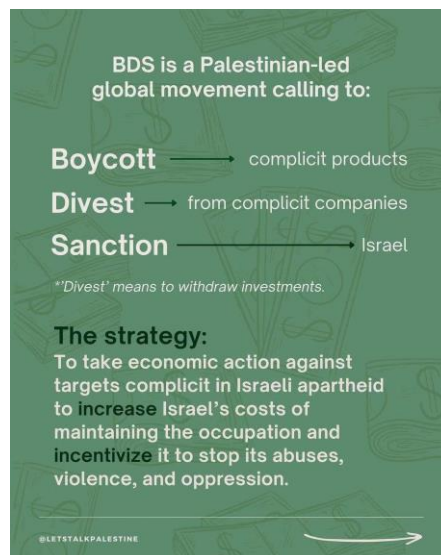 BDS is a Palestinian-led
global movement calling to:
Boycott → complicit products
Divest → from complicit companies
Sanction → Israel
*'Divest' means to withdraw investments.
The strategy:
To take economic action against
targets complicit in Israeli apartheid
to increase Israel's costs of
maintaining the occupation and
incentivize it to stop its abuses,
violence, and oppression.
@LETSTALKPALESTINE